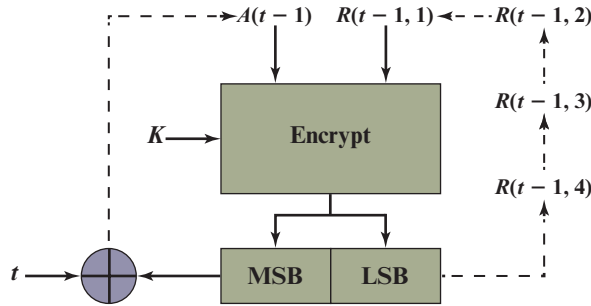 A(t − 1) R(t − 1, 1) R(t − 1, 2)
R(t − 1, 3)
K Encrypt
R(t − 1, 4)
t MSB LSB